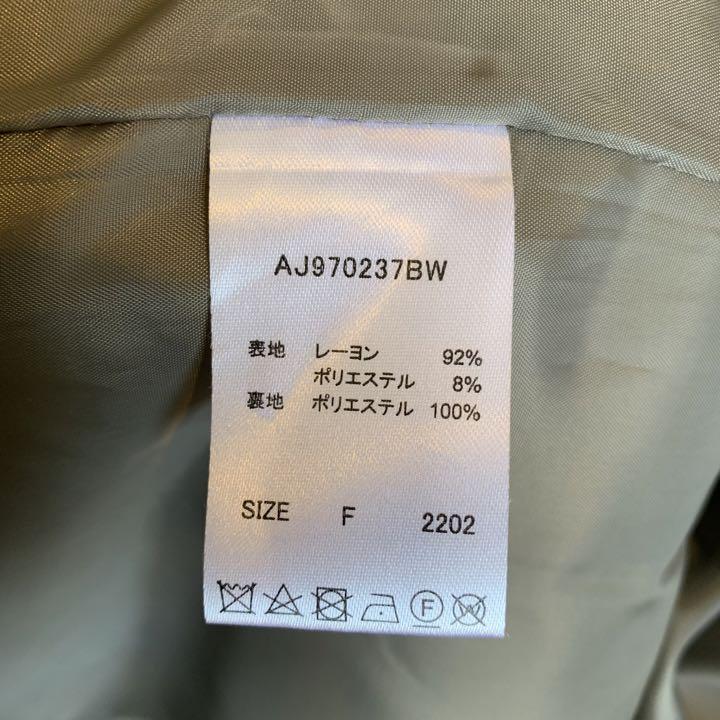 AJ970237BW
表地 レーヨン 92%
ポリエステル 8%
裏地 ポリエステル 100%
SIZE F 2202
F W